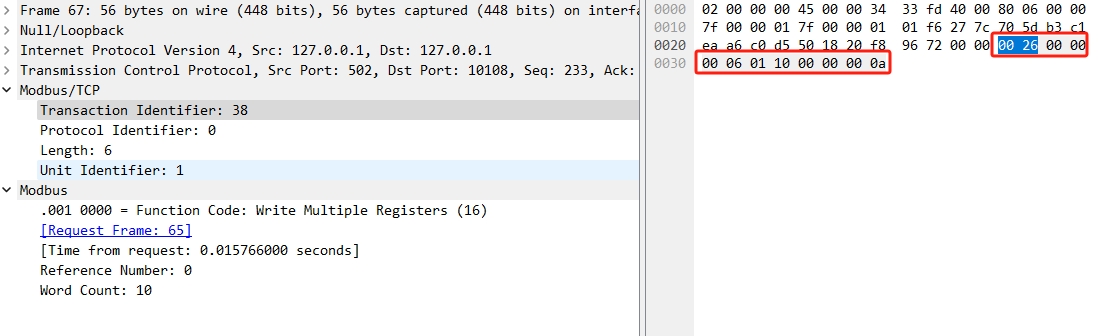 Frame 67: 56 bytes on wire (448 bits), 56 bytes captured (448 bits) on interfa
Null/Loopback
Internet Protocol Version 4, Src: 127.0.0.1, Dst: 127.0.0.1
Transmission Control Protocol, Src Port: 502, Dst Port: 10108, Seq: 233, Ack:
Modbus/TCP
Transaction Identifier: 38
Protocol Identifier: 0
Length: 6
Unit Identifier: 1
Modbus
.001 0000 = Function Code: Write Multiple Registers (16)
[Request Frame: 65]
[Time from request: 0.015766000 seconds]
Reference Number: 0
Word Count: 10
0000 02 00 00 00 45 00 00 34 33 fd 40 00 80 06 00 00
0010 7f 00 00 01 7f 00 00 01 01 f6 27 7c 70 5d b3 c1
0020 ea a6 c0 d5 50 18 20 f8 96 72 00 00 00 26 00 00
0030 00 06 01 10 00 00 00 0a